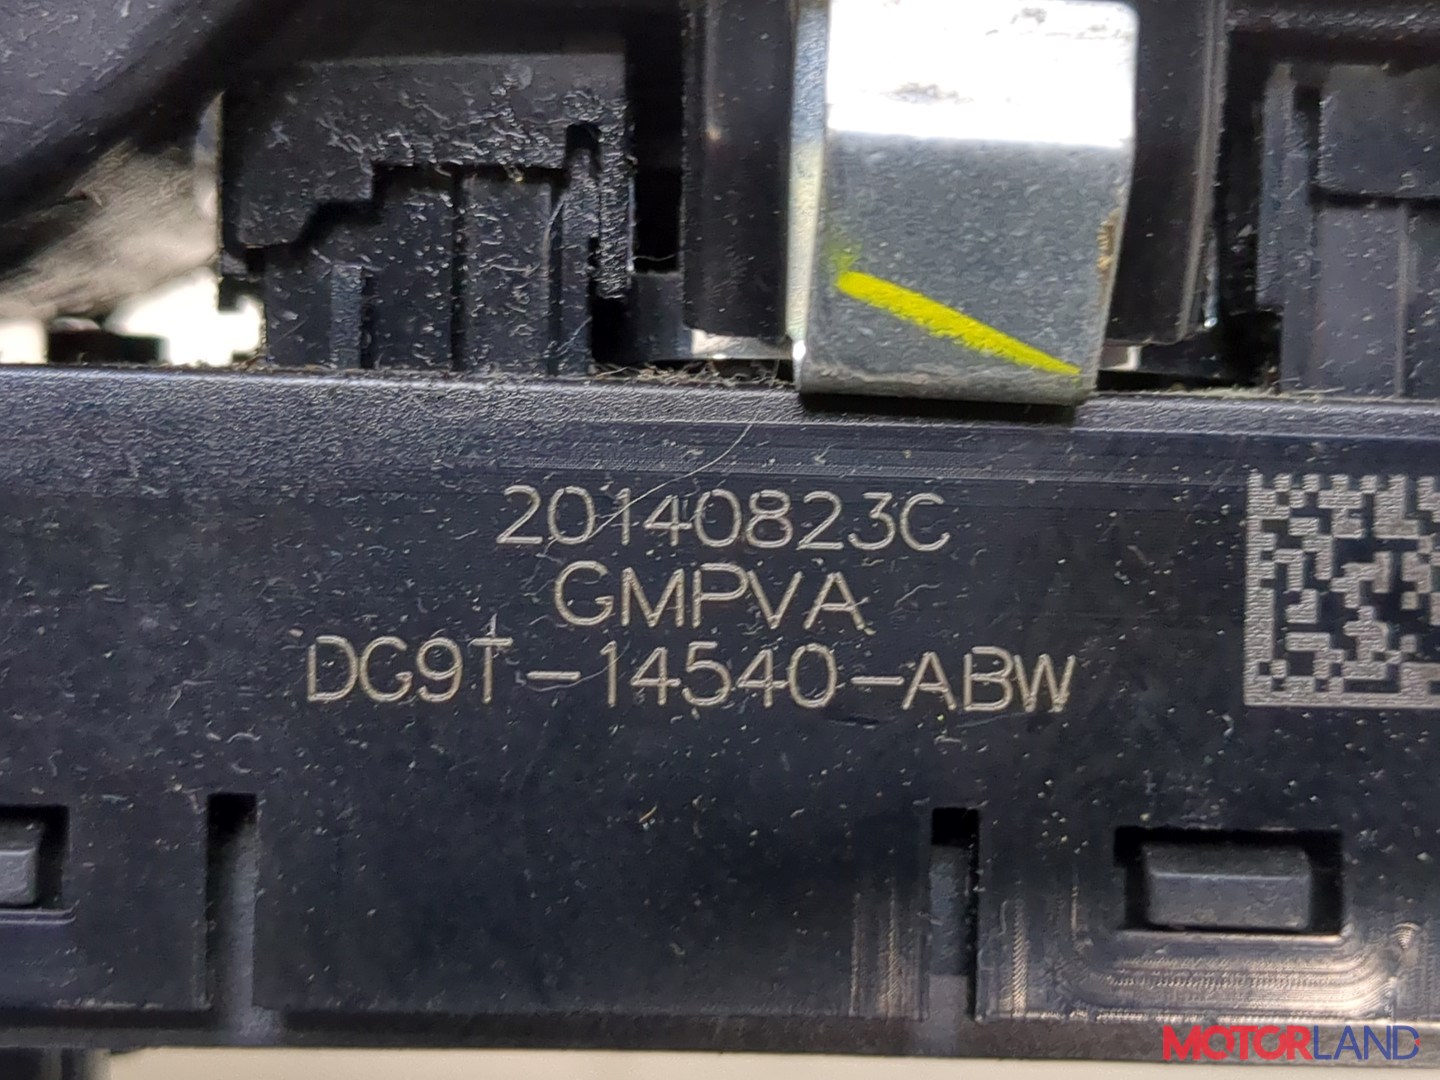 20140823C
GMPVA
DG9T-14540-ABW
MOTORLAND